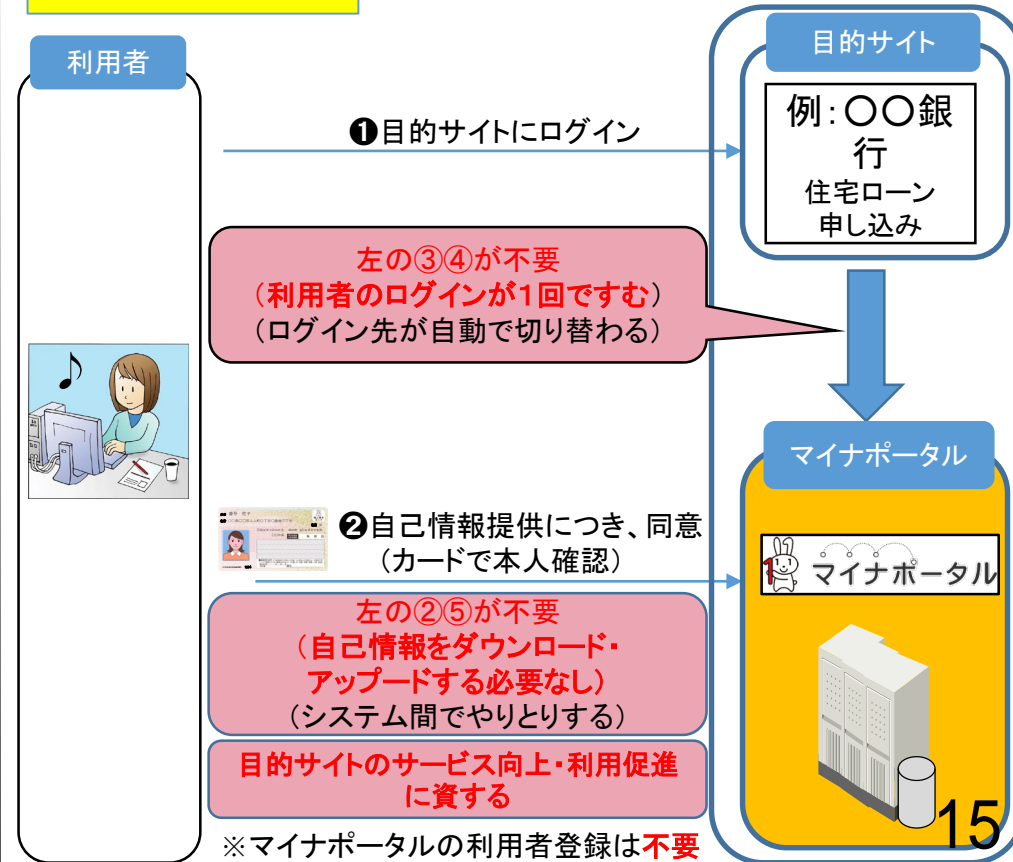 利用者
目的サイト
例:〇〇銀
行
住宅ローン
申し込み
❶目的サイトにログイン
左の③④が不要
(利用者のログインが1回ですむ)
(ログイン先が自動で切り替わる)
マイナポータル
❷自己情報提供につき、同意
(カードで本人確認)
マイナポータル
左の②⑤が不要
(自己情報をダウンロード・
アップードする必要なし)
(システム間でやりとりする)
目的サイトのサービス向上・利用促進
に資する
※マイナポータルの利用者登録は不要
15